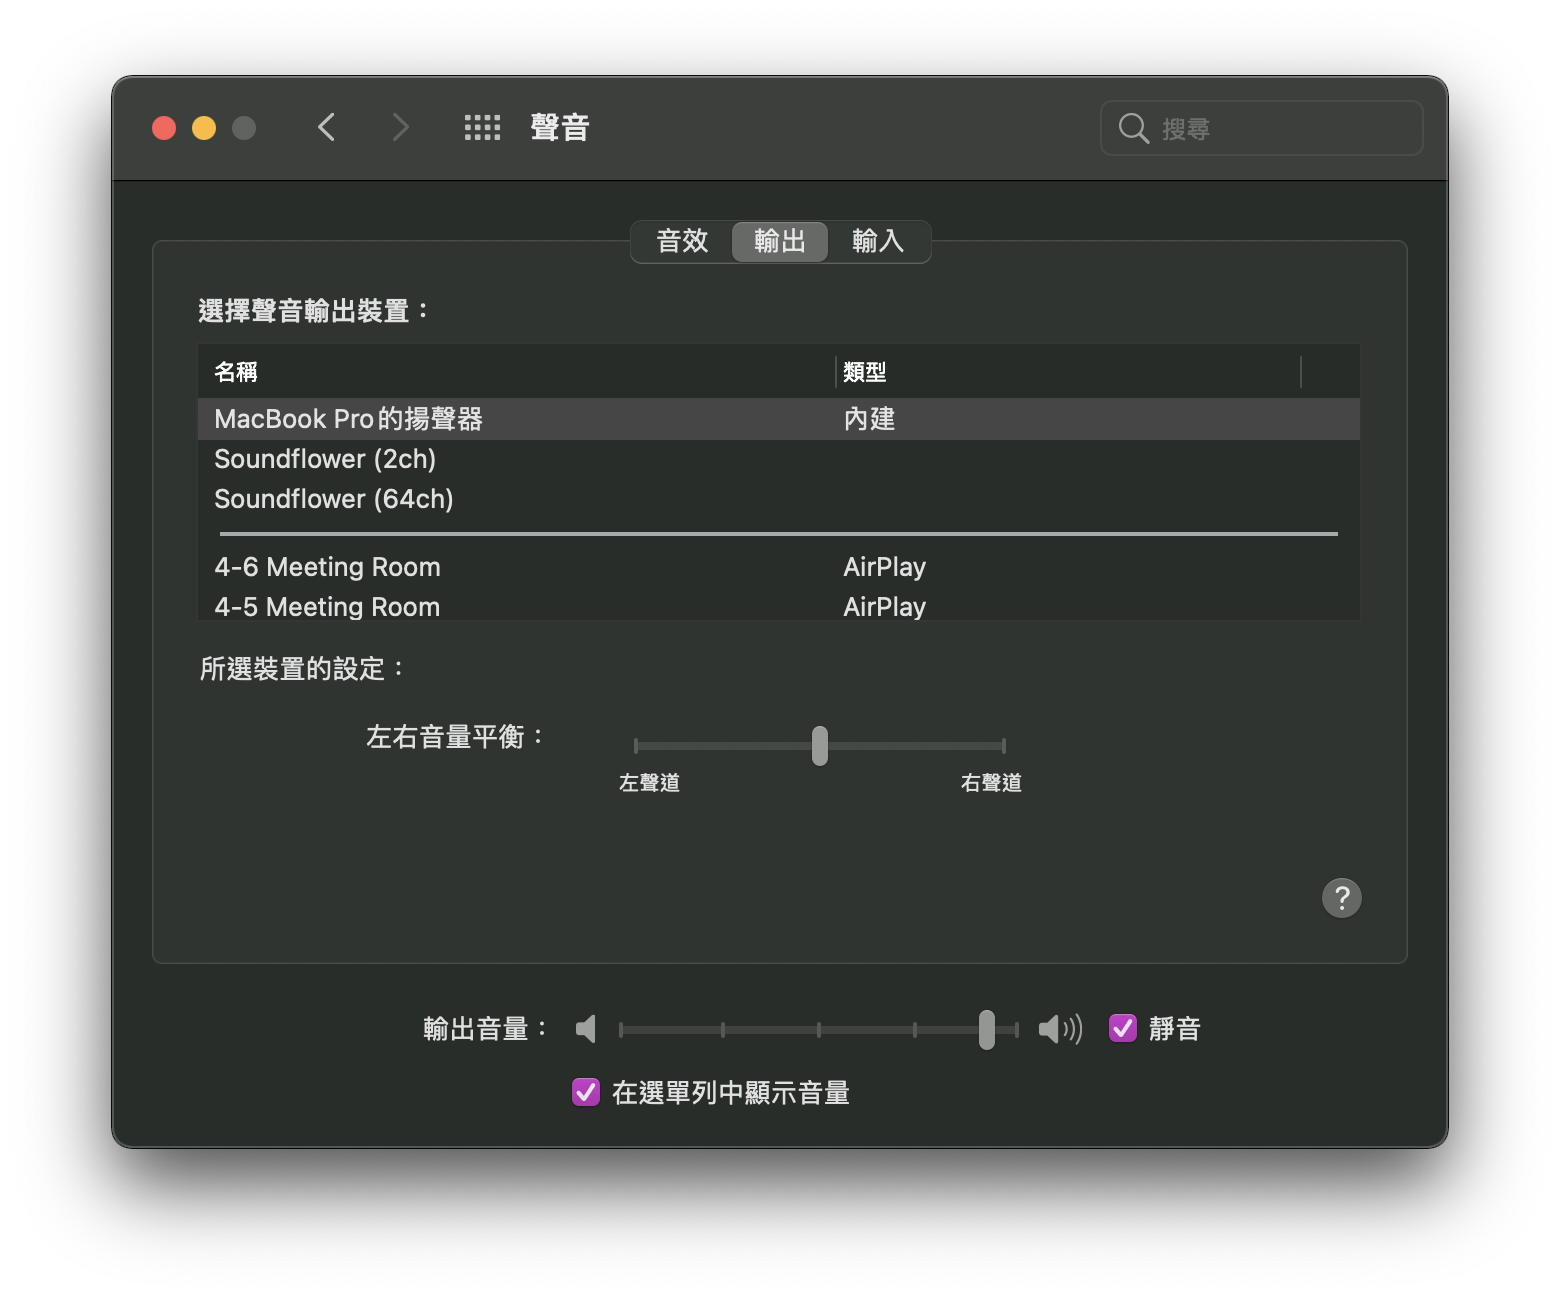 聲音
搜尋
音效 輸出 輸入
選擇聲音輸出裝置：
名稱 類型
MacBook Pro的揚聲器 內建
Soundflower (2ch)
Soundflower (64ch)
4-6 Meeting Room AirPlay
4-5 Meeting Room AirPlay
所選裝置的設定：
左右音量平衡：
左聲道 右聲道
?
輸出音量： 靜音
在選單列中顯示音量